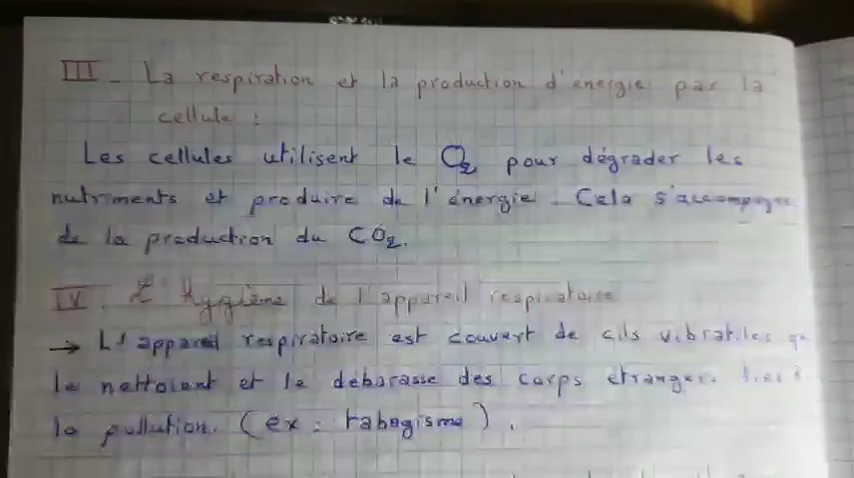 III - La respiration et la production d'énergie par la
cellule :
Les cellules utilisent le O2 pour dégrader les
nutriments et produire de l'énergie. Cela s'accompagne
de la production du CO2.
IV. L'hygiène de l'appareil respiratoire
→ L'appareil respiratoire est couvert de cils vibratiles
le nettoient et le débarasse des corps étrangers liés à
la pollution. (ex : tabagisme).